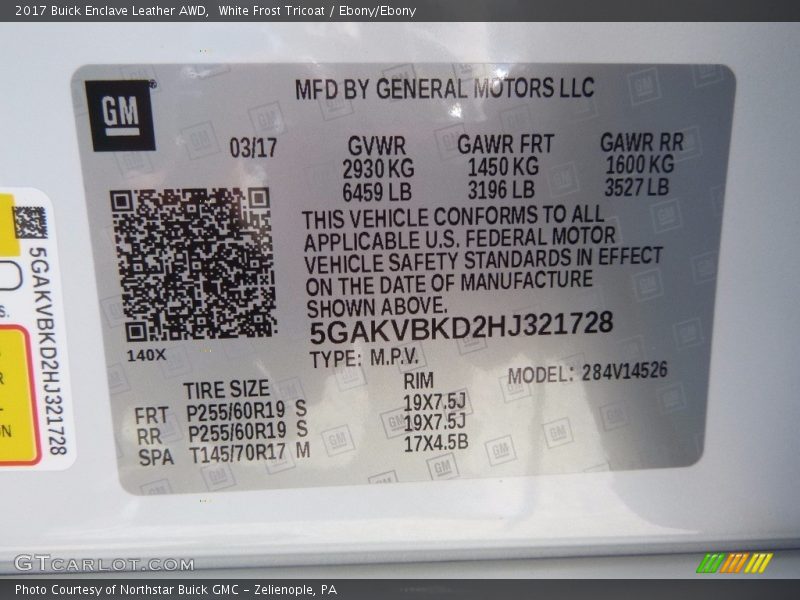 2017 Buick Enclave Leather AWD, White Frost Tricoat / Ebony/Ebony
GM
MFD BY GENERAL MOTORS LLC
03/17
GVWR GAWR FRT GAWR RR
2930 KG 1450 KG 1600 KG
6459 LB 3196 LB 3527 LB
THIS VEHICLE CONFORMS TO ALL
APPLICABLE U.S. FEDERAL MOTOR
VEHICLE SAFETY STANDARDS IN EFFECT
ON THE DATE OF MANUFACTURE
SHOWN ABOVE.
5GAKVBKD2HJ321728
140X
TYPE: M.P.V.
MODEL: 284V14526
TIRE SIZE RIM
FRT P255/60R19 S 19X7.5J
RR P255/60R19 S 19X7.5J
SPA T145/70R17 M 17X4.5B
5GAKVBKD2HJ321728
GTCARLOT.COM
Photo Courtesy of Northstar Buick GMC - Zelienople, PA